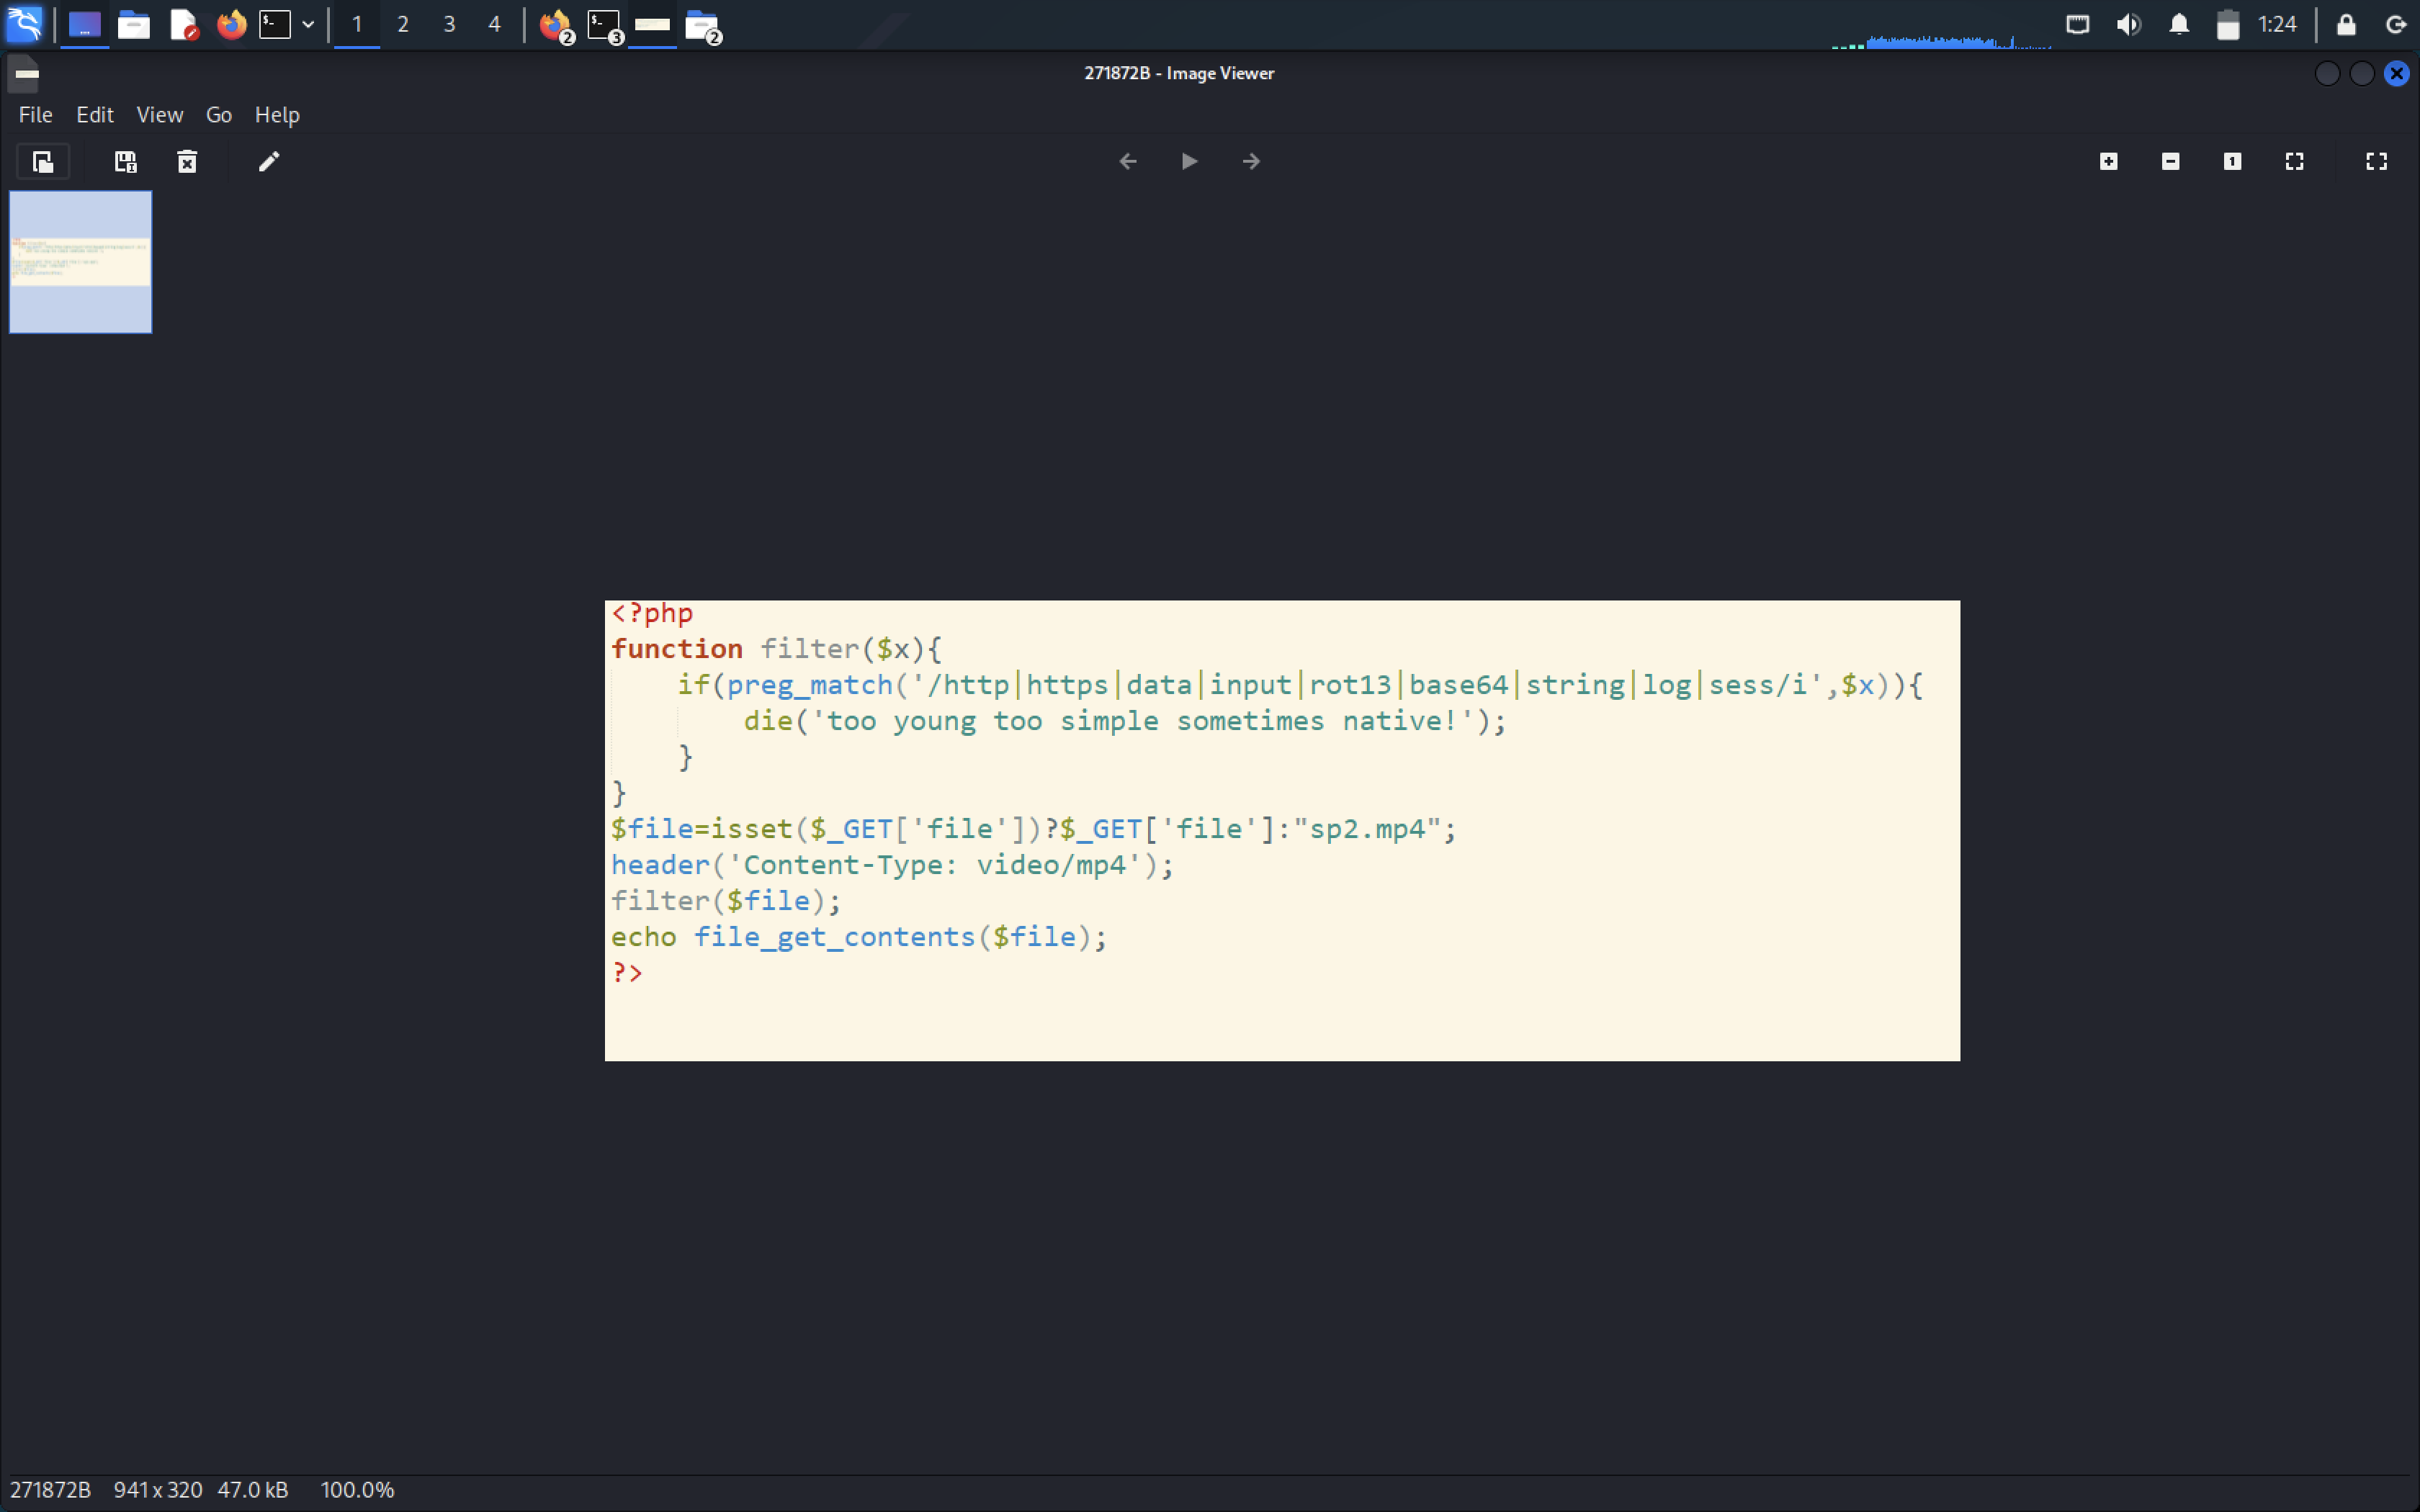 1 2 3 4 2 3 2 1:24
271872B - Image Viewer
File Edit View Go Help
<?php
function filter($x){
    if(preg_match('/http|https|data|input|rot13|base64|string|log|sess/i',$x)){
        die('too young too simple sometimes native!');
    }
}
$file=isset($_GET['file'])?$_GET['file']:"sp2.mp4";
header('Content-Type: video/mp4');
filter($file);
echo file_get_contents($file);
?>
271872B 941 x 320 47.0 kB 100.0%